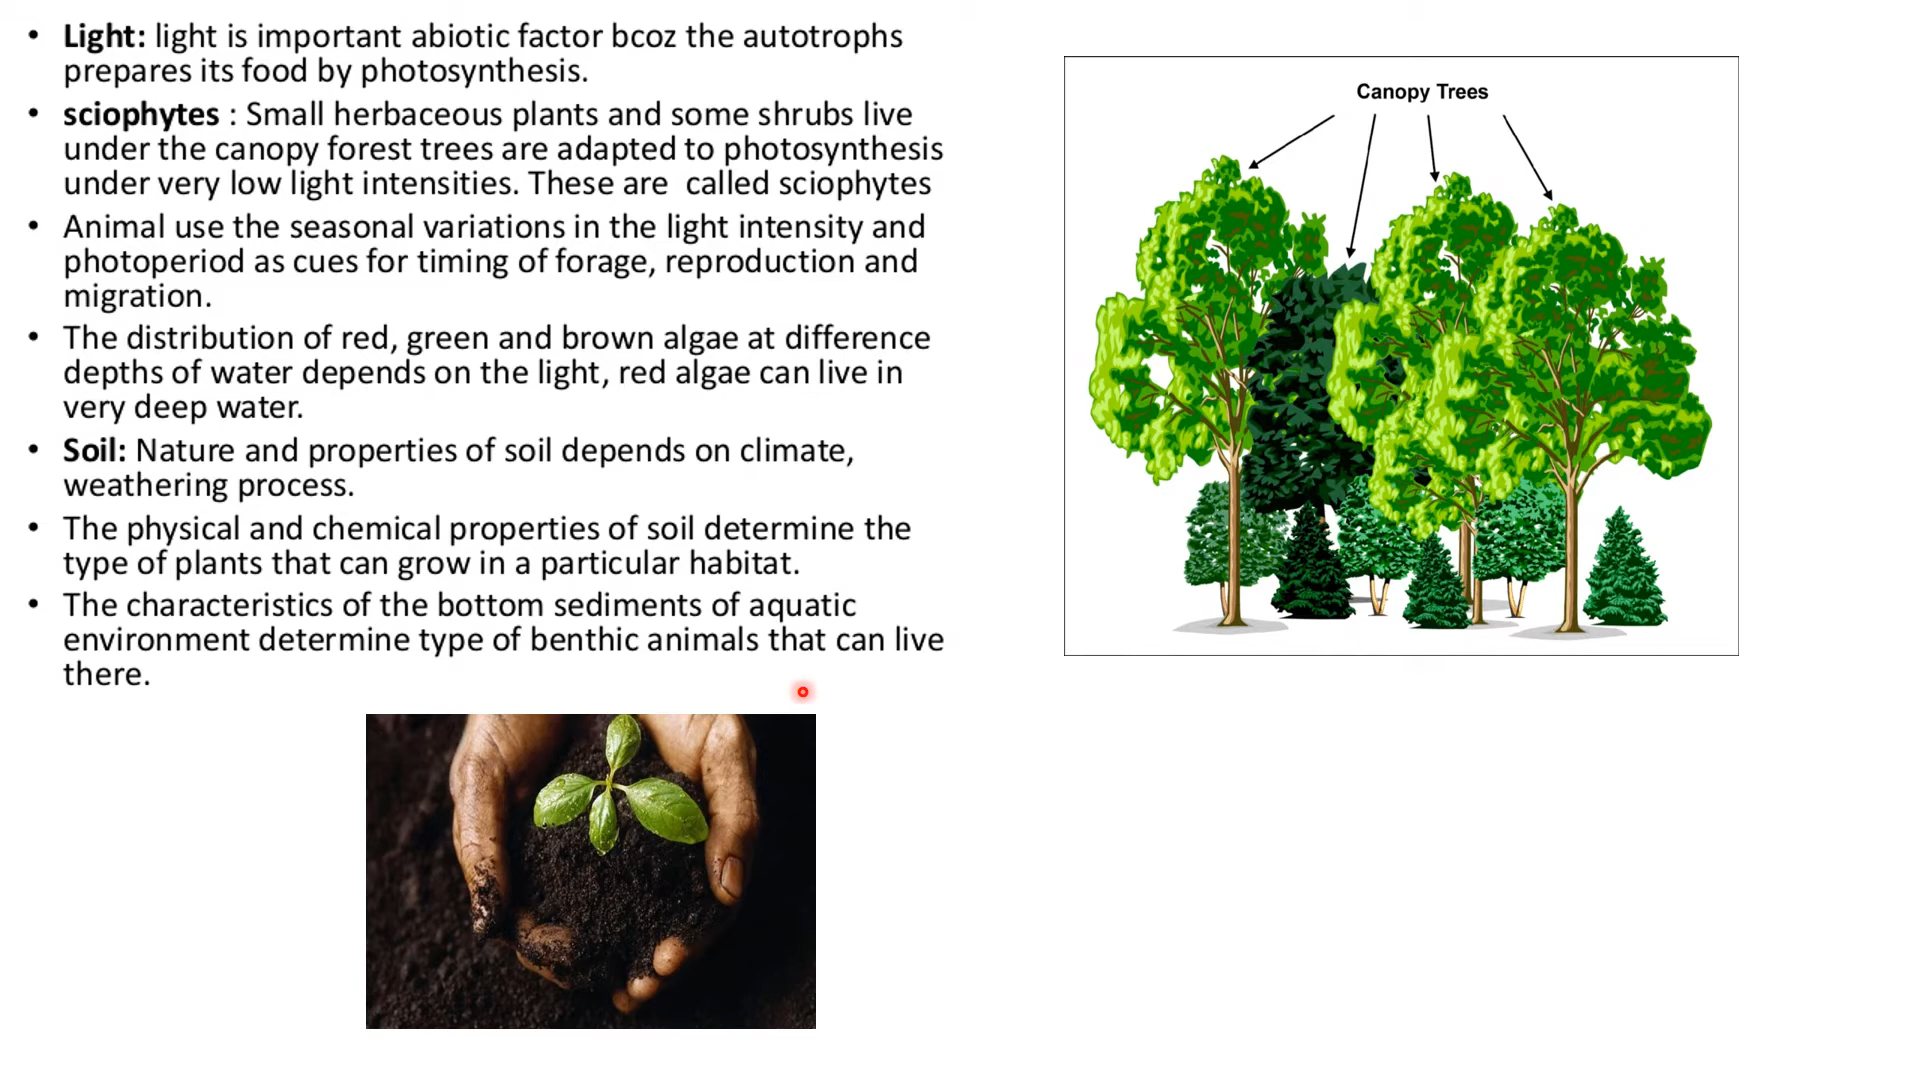 • Light: light is important abiotic factor bcoz the autotrophs
prepares its food by photosynthesis.
• sciophytes : Small herbaceous plants and some shrubs live
under the canopy forest trees are adapted to photosynthesis
under very low light intensities. These are called sciophytes
• Animal use the seasonal variations in the light intensity and
photoperiod as cues for timing of forage, reproduction and
migration.
• The distribution of red, green and brown algae at difference
depths of water depends on the light, red algae can live in
very deep water.
• Soil: Nature and properties of soil depends on climate,
weathering process.
• The physical and chemical properties of soil determine the
type of plants that can grow in a particular habitat.
• The characteristics of the bottom sediments of aquatic
environment determine type of benthic animals that can live
there.
Canopy Trees